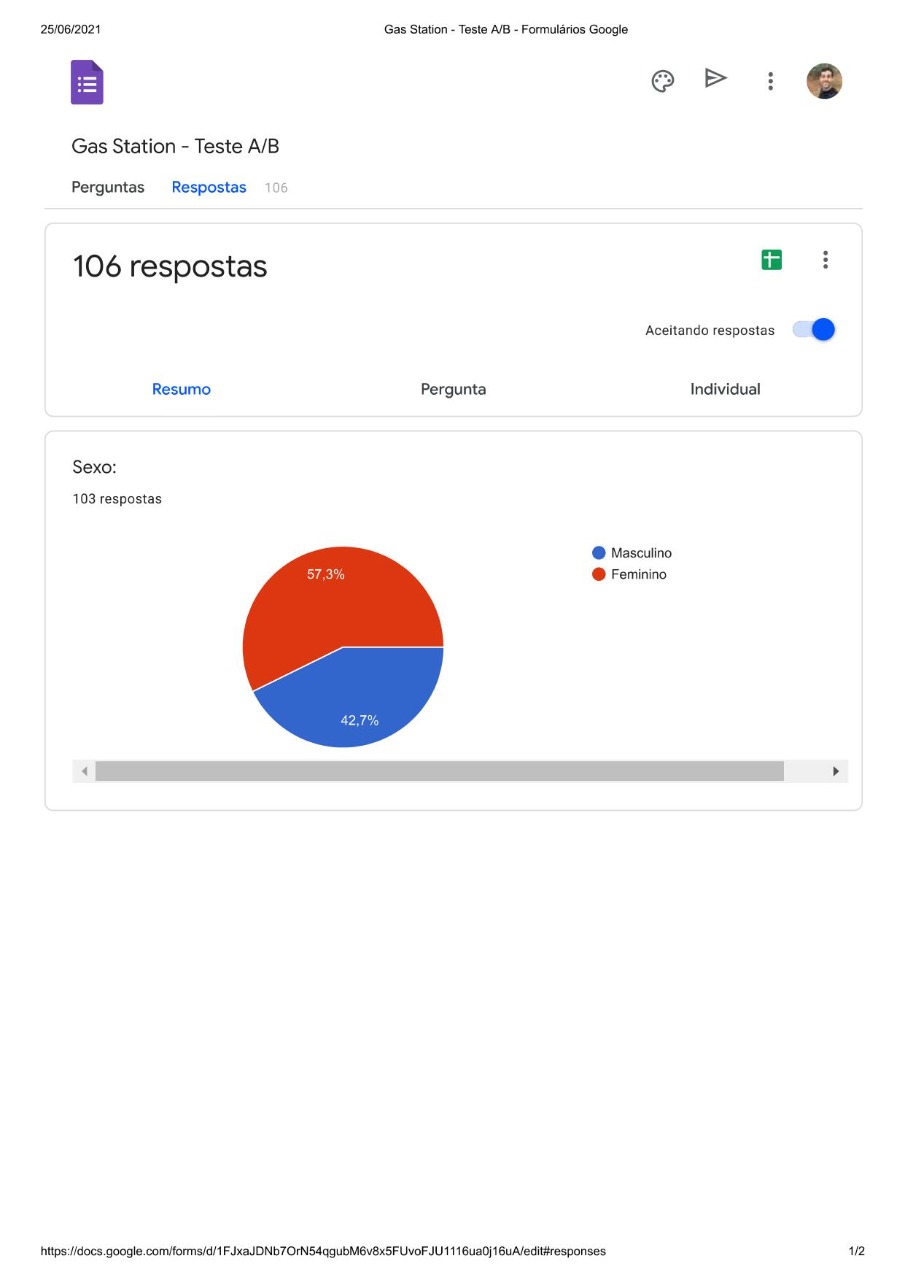 25/06/2021
Gas Station - Teste A/B - Formulários Google
Gas Station - Teste A/B
Perguntas Respostas 106
106 respostas
Aceitando respostas
Resumo Pergunta Individual
Sexo:
103 respostas
Masculino
Feminino
57,3%
42,7%
https://docs.google.com/forms/d/1FJxaJDNb7OrN54qgubM6v8x5FUvoFJU1116ua0j16uA/edit#responses
1/2